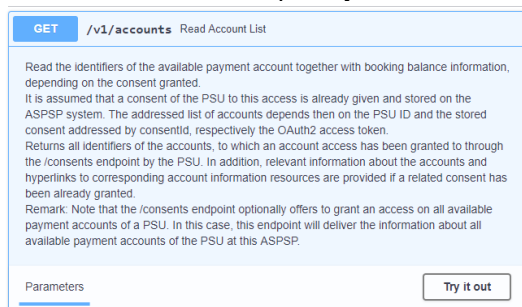 GET /v1/accounts Read Account List
Read the identifiers of the available payment account together with booking balance information,
depending on the consent granted.
It is assumed that a consent of the PSU to this access is already given and stored on the
ASPSP system. The addressed list of accounts depends then on the PSU ID and the stored
consent addressed by consentId, respectively the OAuth2 access token.
Returns all identifiers of the accounts, to which an account access has been granted to through
the /consents endpoint by the PSU. In addition, relevant information about the accounts and
hyperlinks to corresponding account information resources are provided if a related consent has
been already granted.
Remark: Note that the /consents endpoint optionally offers to grant an access on all available
payment accounts of a PSU. In this case, this endpoint will deliver the information about all
available payment accounts of the PSU at this ASPSP.
Parameters Try it out